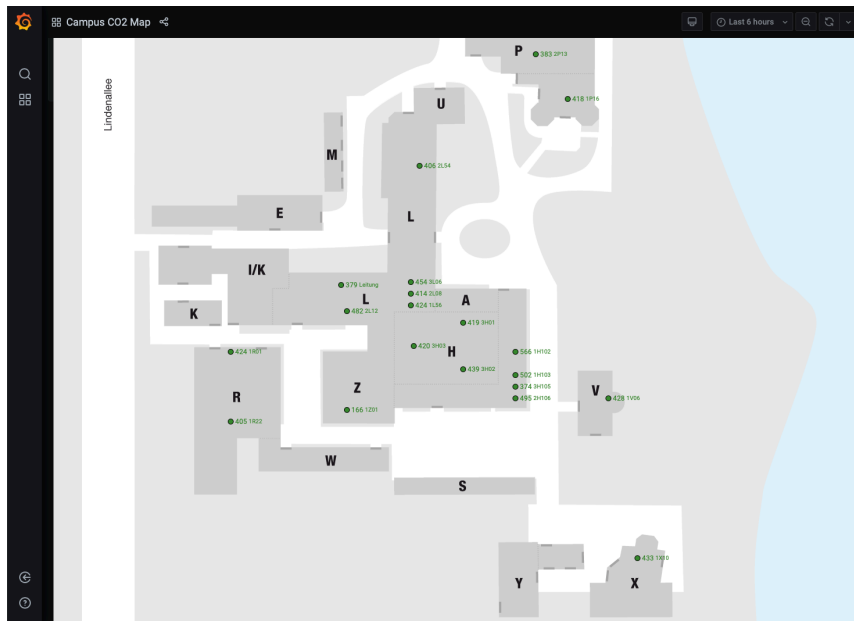 Campus CO2 Map
Last 6 hours
Lindenallee
P
383 2P13
418 1P16
U
M
406 2L54
E
L
I/K
379 Leitung
454 3L06
414 2L08
L
A
482 2L12
424 1L56
K
419 3H01
420 3H03
H
566 1H102
424 1R01
439 3H02
502 1H103
374 3H105
R
Z
V
495 2H106
428 1V06
166 1Z01
405 1R22
W
S
433 1X10
Y
X